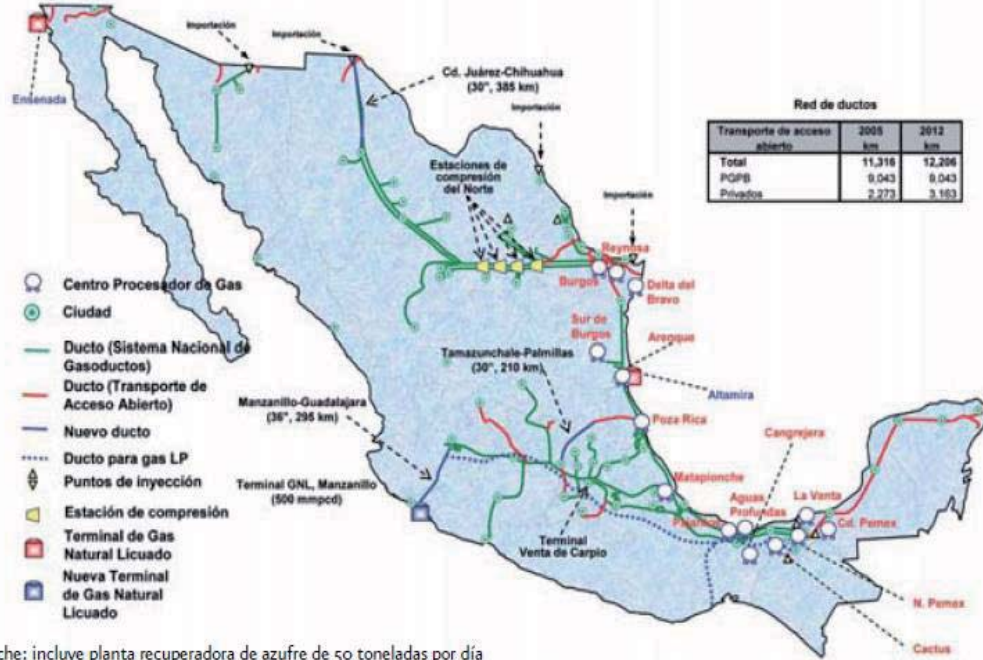 Importación
Importación
Ensenada
Cd. Juárez-Chihuahua
(30", 385 km)
Importación
Red de ductos
Transporte de acceso abierto 2005 km 2012 km
Total 11,316 12,206
PGPB 9,043 9,043
Privados 2,273 3,163
Estaciones de
compresión
del Norte
Importación
Reynosa
Burgos
Delta del
Bravo
Sur de
Burgos
Arenque
Tamazunchale-Palmillas
(30", 210 km)
Altamira
Manzanillo-Guadalajara
(36", 295 km)
Poza Rica
Cangrejera
Matapionche
Terminal GNL, Manzanillo
(500 mmpcd)
Aguas
Profundas
La Venta
Cd. Pemex
Terminal
Venta de Carpio
N. Pemex
Cactus
Centro Procesador de Gas
Ciudad
Ducto (Sistema Nacional de
Gasoductos)
Ducto (Transporte de
Acceso Abierto)
Nuevo ducto
Ducto para gas LP
Puntos de inyección
Estación de compresión
Terminal de Gas
Natural Licuado
Nueva Terminal
de Gas Natural
Licuado
che: incluye planta recuperadora de azufre de 50 toneladas por día